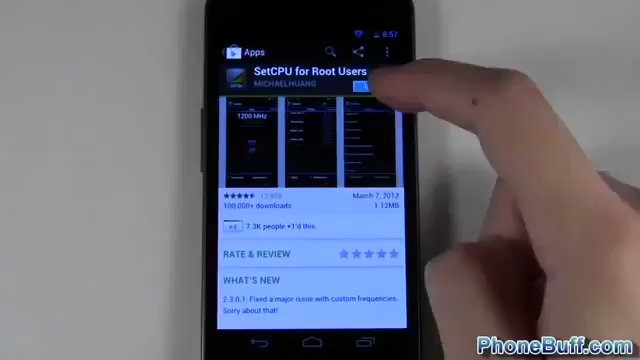 8:57
Apps
SetCPU for Root Users
MICHAELHUANG
1200 MHz
March 7, 2012
100,000+ downloads
1.12MB
+1
7.3K people +1'd this.
RATE & REVIEW
WHAT'S NEW
2.3.0.1: Fixed a major issue with custom frequencies.
Sorry about that!
PhoneBuff.com